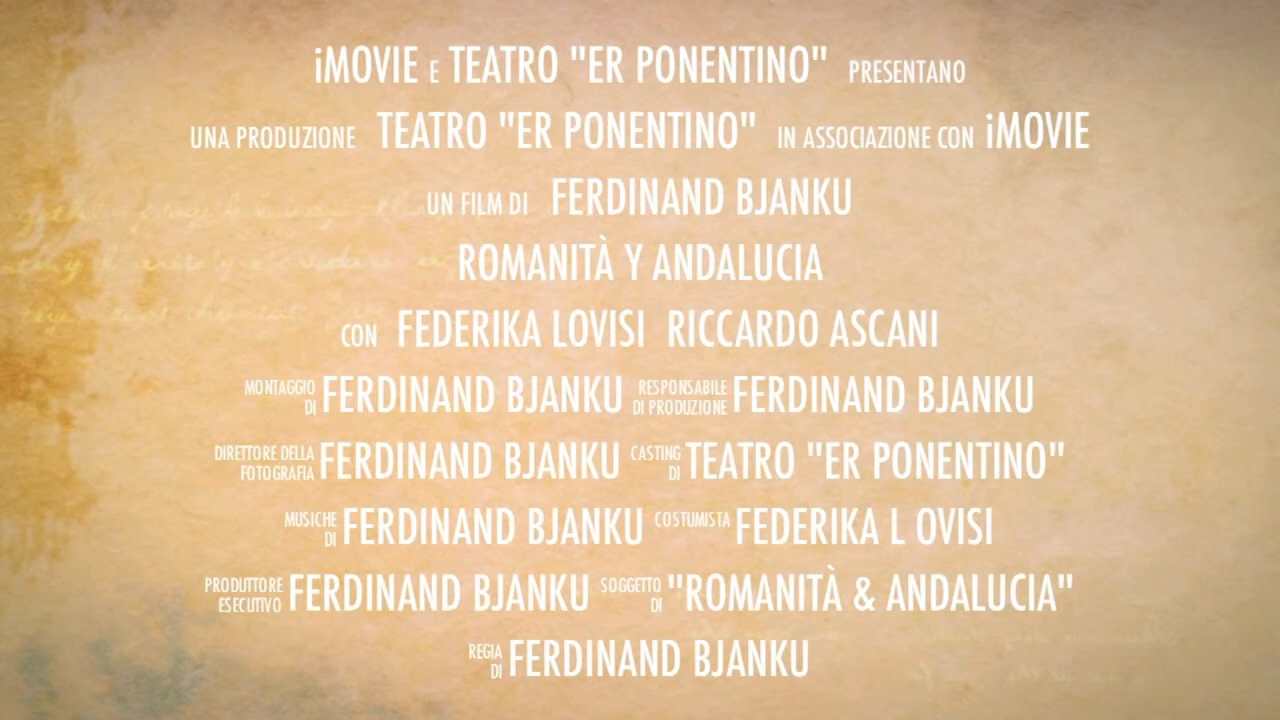 iMOVIE E TEATRO "ER PONENTINO" PRESENTANO
UNA PRODUZIONE TEATRO "ER PONENTINO" IN ASSOCIAZIONE CON iMOVIE
UN FILM DI FERDINAND BJANKU
ROMANITÀ Y ANDALUCIA
CON FEDERIKA LOVISI RICCARDO ASCANI
MONTAGGIO DI FERDINAND BJANKU RESPONSABILE DI PRODUZIONE FERDINAND BJANKU
DIRETTORE DELLA FOTOGRAFIA FERDINAND BJANKU CASTING DI TEATRO "ER PONENTINO"
MUSICHE DI FERDINAND BJANKU COSTUMISTA FEDERIKA L OVISI
PRODUTTORE ESECUTIVO FERDINAND BJANKU SOGGETTO DI "ROMANITÀ & ANDALUCIA"
REGIA DI FERDINAND BJANKU